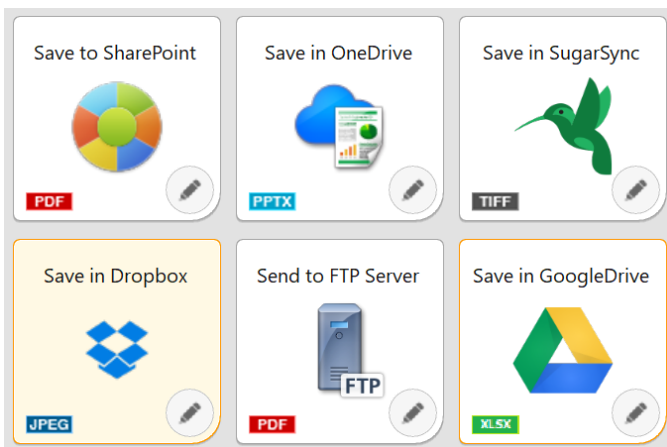 Save to SharePoint
PDF
Save in OneDrive
PPTX
Save in SugarSync
TIFF
Save in Dropbox
JPEG
Send to FTP Server
FTP
PDF
Save in GoogleDrive
XLSX